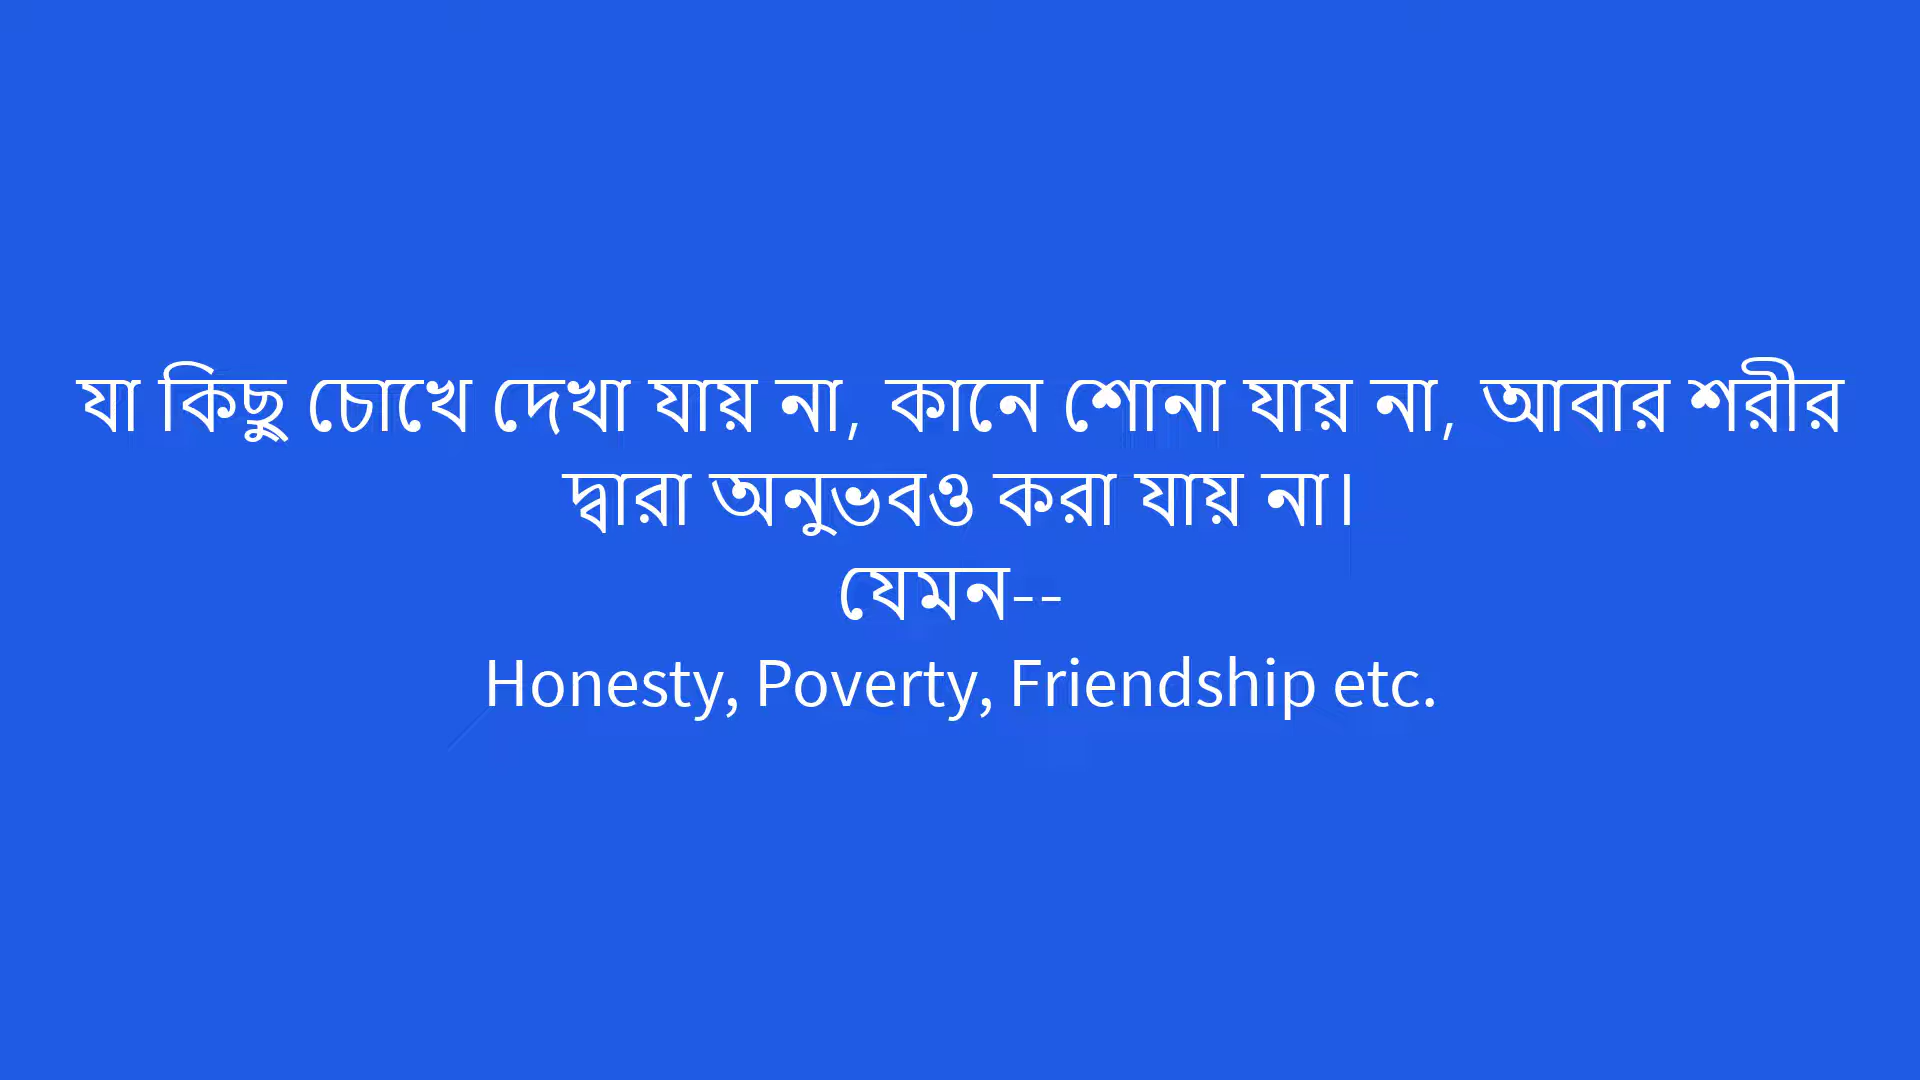 যা কিছু চোখে দেখা যায় না, কানে শোনা যায় না, আবার শরীর
দ্বারা অনুভবও করা যায় না।
যেমন--
Honesty, Poverty, Friendship etc.